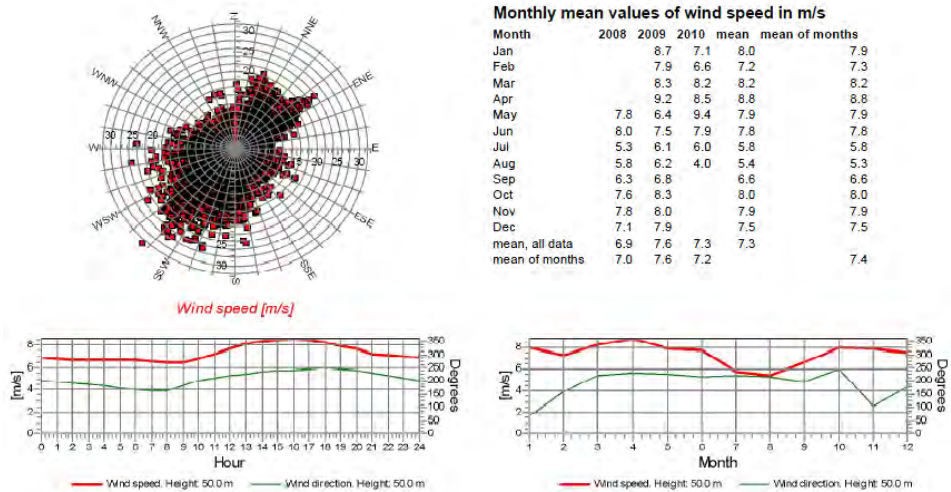 N
NNW
NNE
WNW
ENE
W
E
WSW
ESE
SSW
SSE
S
30
25
20
30 25 20
5 10 15 25 30
25
30
Wind speed [m/s]
Monthly mean values of wind speed in m/s
Month 2008 2009 2010 mean mean of months
Jan 8.7 7.1 8.0 7.9
Feb 7.9 6.6 7.2 7.3
Mar 8.3 8.2 8.2 8.2
Apr 9.2 8.5 8.8 8.8
May 7.8 6.4 9.4 7.9 7.9
Jun 8.0 7.5 7.9 7.8 7.8
Jul 5.3 6.1 6.0 5.8 5.8
Aug 5.8 6.2 4.0 5.4 5.3
Sep 6.3 6.8 6.6 6.6
Oct 7.6 8.3 8.0 8.0
Nov 7.8 8.0 7.9 7.9
Dec 7.1 7.9 7.5 7.5
mean, all data 6.9 7.6 7.3 7.3
mean of months 7.0 7.6 7.2 7.4
[m/s]
8
6
4
2
0
350
300
250
200
150
100
50
0
Degrees
0 1 2 3 4 5 6 7 8 9 10 11 12 13 14 15 16 17 18 19 20 21 22 23 24
Hour
Wind speed. Height: 50.0 m Wind direction. Height: 50.0 m
[m/s]
8
6
4
2
0
350
300
250
200
150
100
50
0
Degrees
1 2 3 4 5 6 7 8 9 10 11 12
Month
Wind speed. Height: 50.0 m Wind direction. Height: 50.0 m